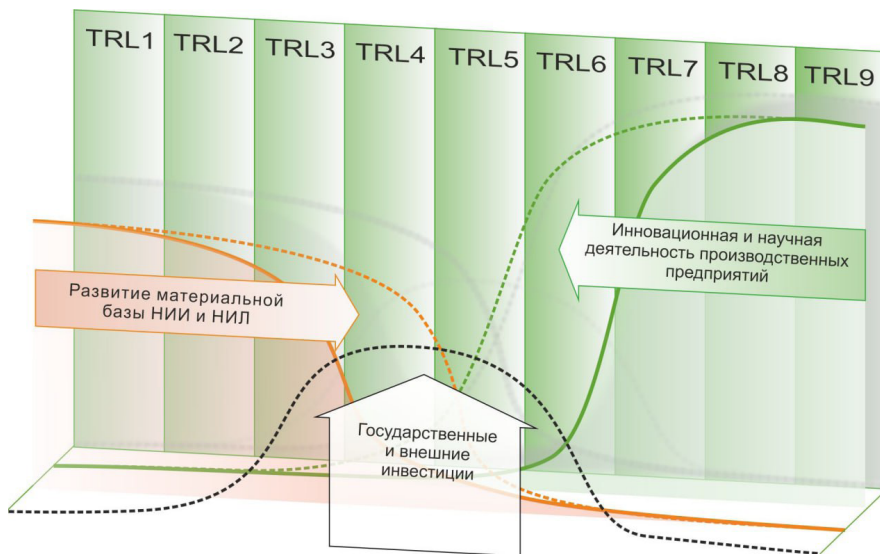 TRL1
TRL2
TRL3
TRL4
TRL5
TRL6
TRL7
TRL8
TRL9
Инновационная и научная
деятельность производственных
предприятий
Развитие материальной
базы НИИ и НИЛ
Государственные
и внешние
инвестиции